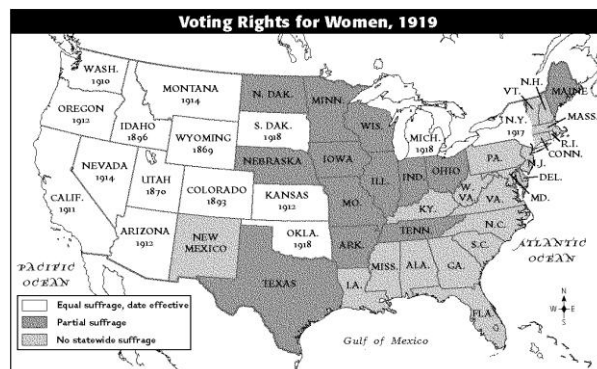 Voting Rights for Women, 1919
WASH.
1910
MONTANA
1914
N. DAK.
MINN.
VT.
N.H.
MAINE
OREGON
1912
IDAHO
1896
WYOMING
1869
S. DAK.
1918
WIS.
MICH.
1918
N.Y.
1917
MASS.
R.I.
CONN.
NEVADA
1914
UTAH
1870
COLORADO
1893
NEBRASKA
IOWA
ILL.
IND.
OHIO
PA.
N.J.
DEL.
MD.
CALIF.
1911
KANSAS
1912
MO.
KY.
W.
VA.
VA.
ARIZONA
1912
NEW
MEXICO
OKLA.
1918
ARK.
TENN.
N.C.
S.C.
TEXAS
LA.
MISS.
ALA.
GA.
FLA.
PACIFIC
OCEAN
ATLANTIC
OCEAN
Gulf of Mexico
N
W
E
S
Equal suffrage, date effective
Partial suffrage
No statewide suffrage